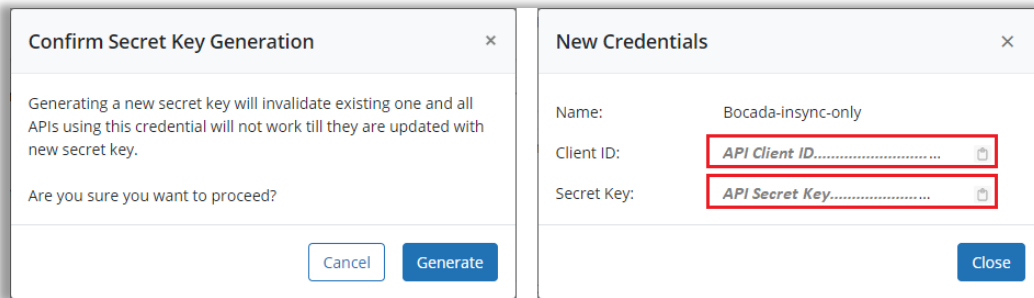 Confirm Secret Key Generation ×
Generating a new secret key will invalidate existing one and all
APIs using this credential will not work till they are updated with
new secret key.
Are you sure you want to proceed?
Cancel Generate
New Credentials ×
Name: Bocada-insync-only
Client ID: API Client ID..............................
Secret Key: API Secret Key........................
Close